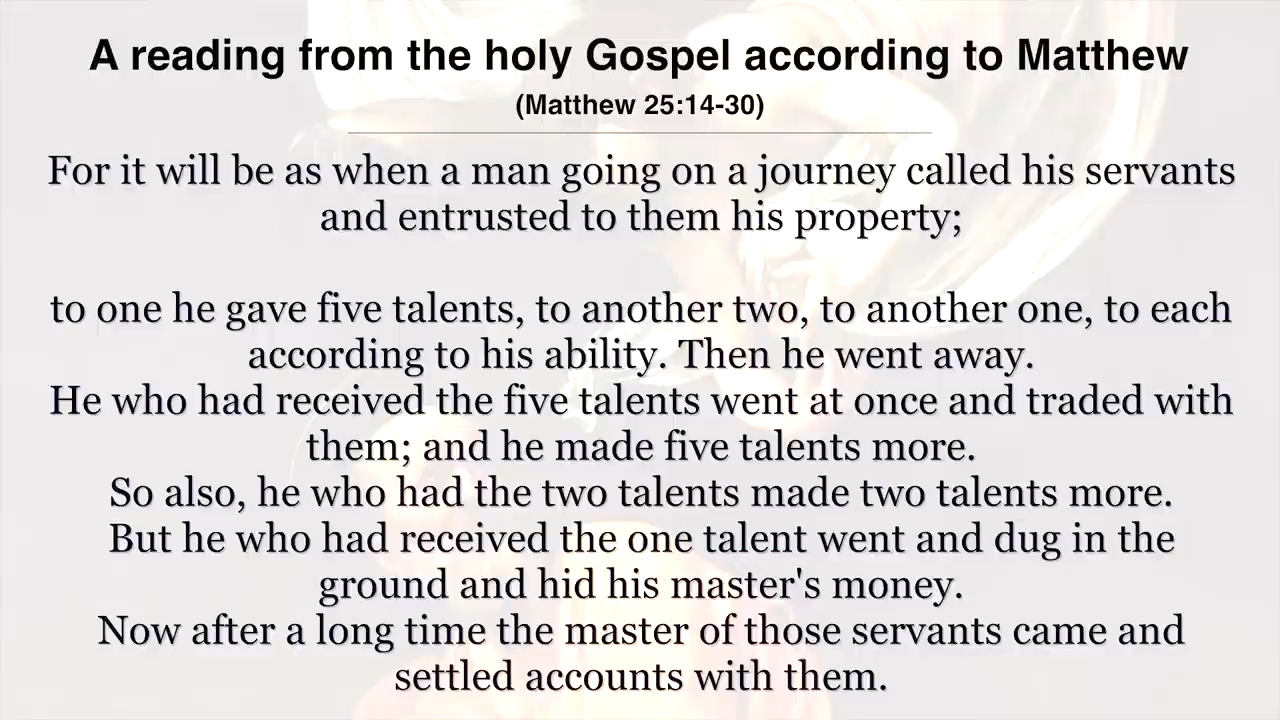 A reading from the holy Gospel according to Matthew
(Matthew 25:14-30)
For it will be as when a man going on a journey called his servants
and entrusted to them his property;
to one he gave five talents, to another two, to another one, to each
according to his ability. Then he went away.
He who had received the five talents went at once and traded with
them; and he made five talents more.
So also, he who had the two talents made two talents more.
But he who had received the one talent went and dug in the
ground and hid his master's money.
Now after a long time the master of those servants came and
settled accounts with them.